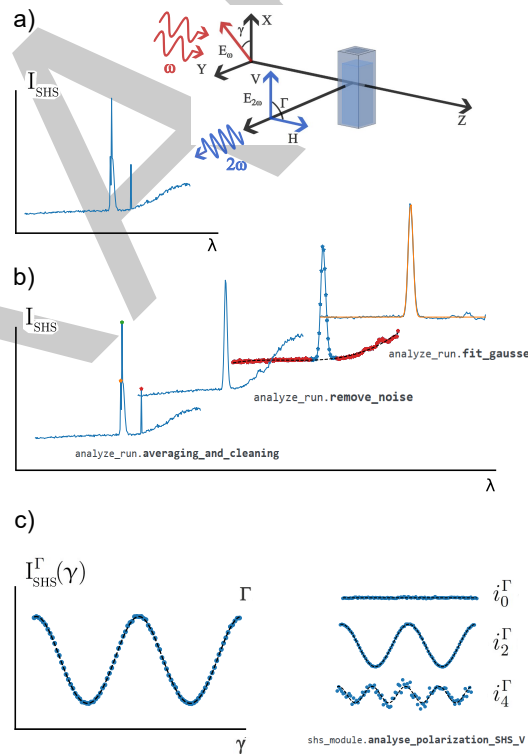 a)
X
γ
E_ω
ω
Y
I_SHS
V
E_2ω
Γ
H
Z
2ω
λ
b)
I_SHS
analyze_run.fit_gausse
analyze_run.remove_noise
analyze_run.averaging_and_cleaning
λ
c)
I^Γ_SHS(γ)
Γ
γ
i^Γ_0
i^Γ_2
i^Γ_4
shs_module.analyse_polarization_SHS_V